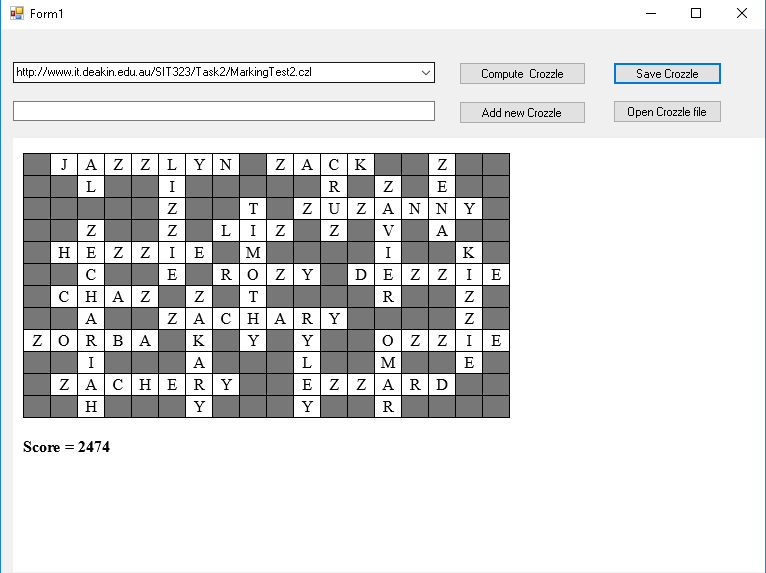 Form1
http://www.it.deakin.edu.au/SIT323/Task2/MarkingTest2.czl
Compute Crozzle
Save Crozzle
Add new Crozzle
Open Crozzle file
J A Z Z L Y N Z A C K Z
L I R Z E
Z T Z U Z A N N Y
Z Z L I Z Z V A
H E Z Z I E M I K
C E R O Z Y D E Z Z I E
C H A Z Z T R Z
A Z A C H A R Y Z
Z O R B A K Y Y O Z Z I E
I A L M E
Z A C H E R Y E Z Z A R D
H Y Y R
Score = 2474